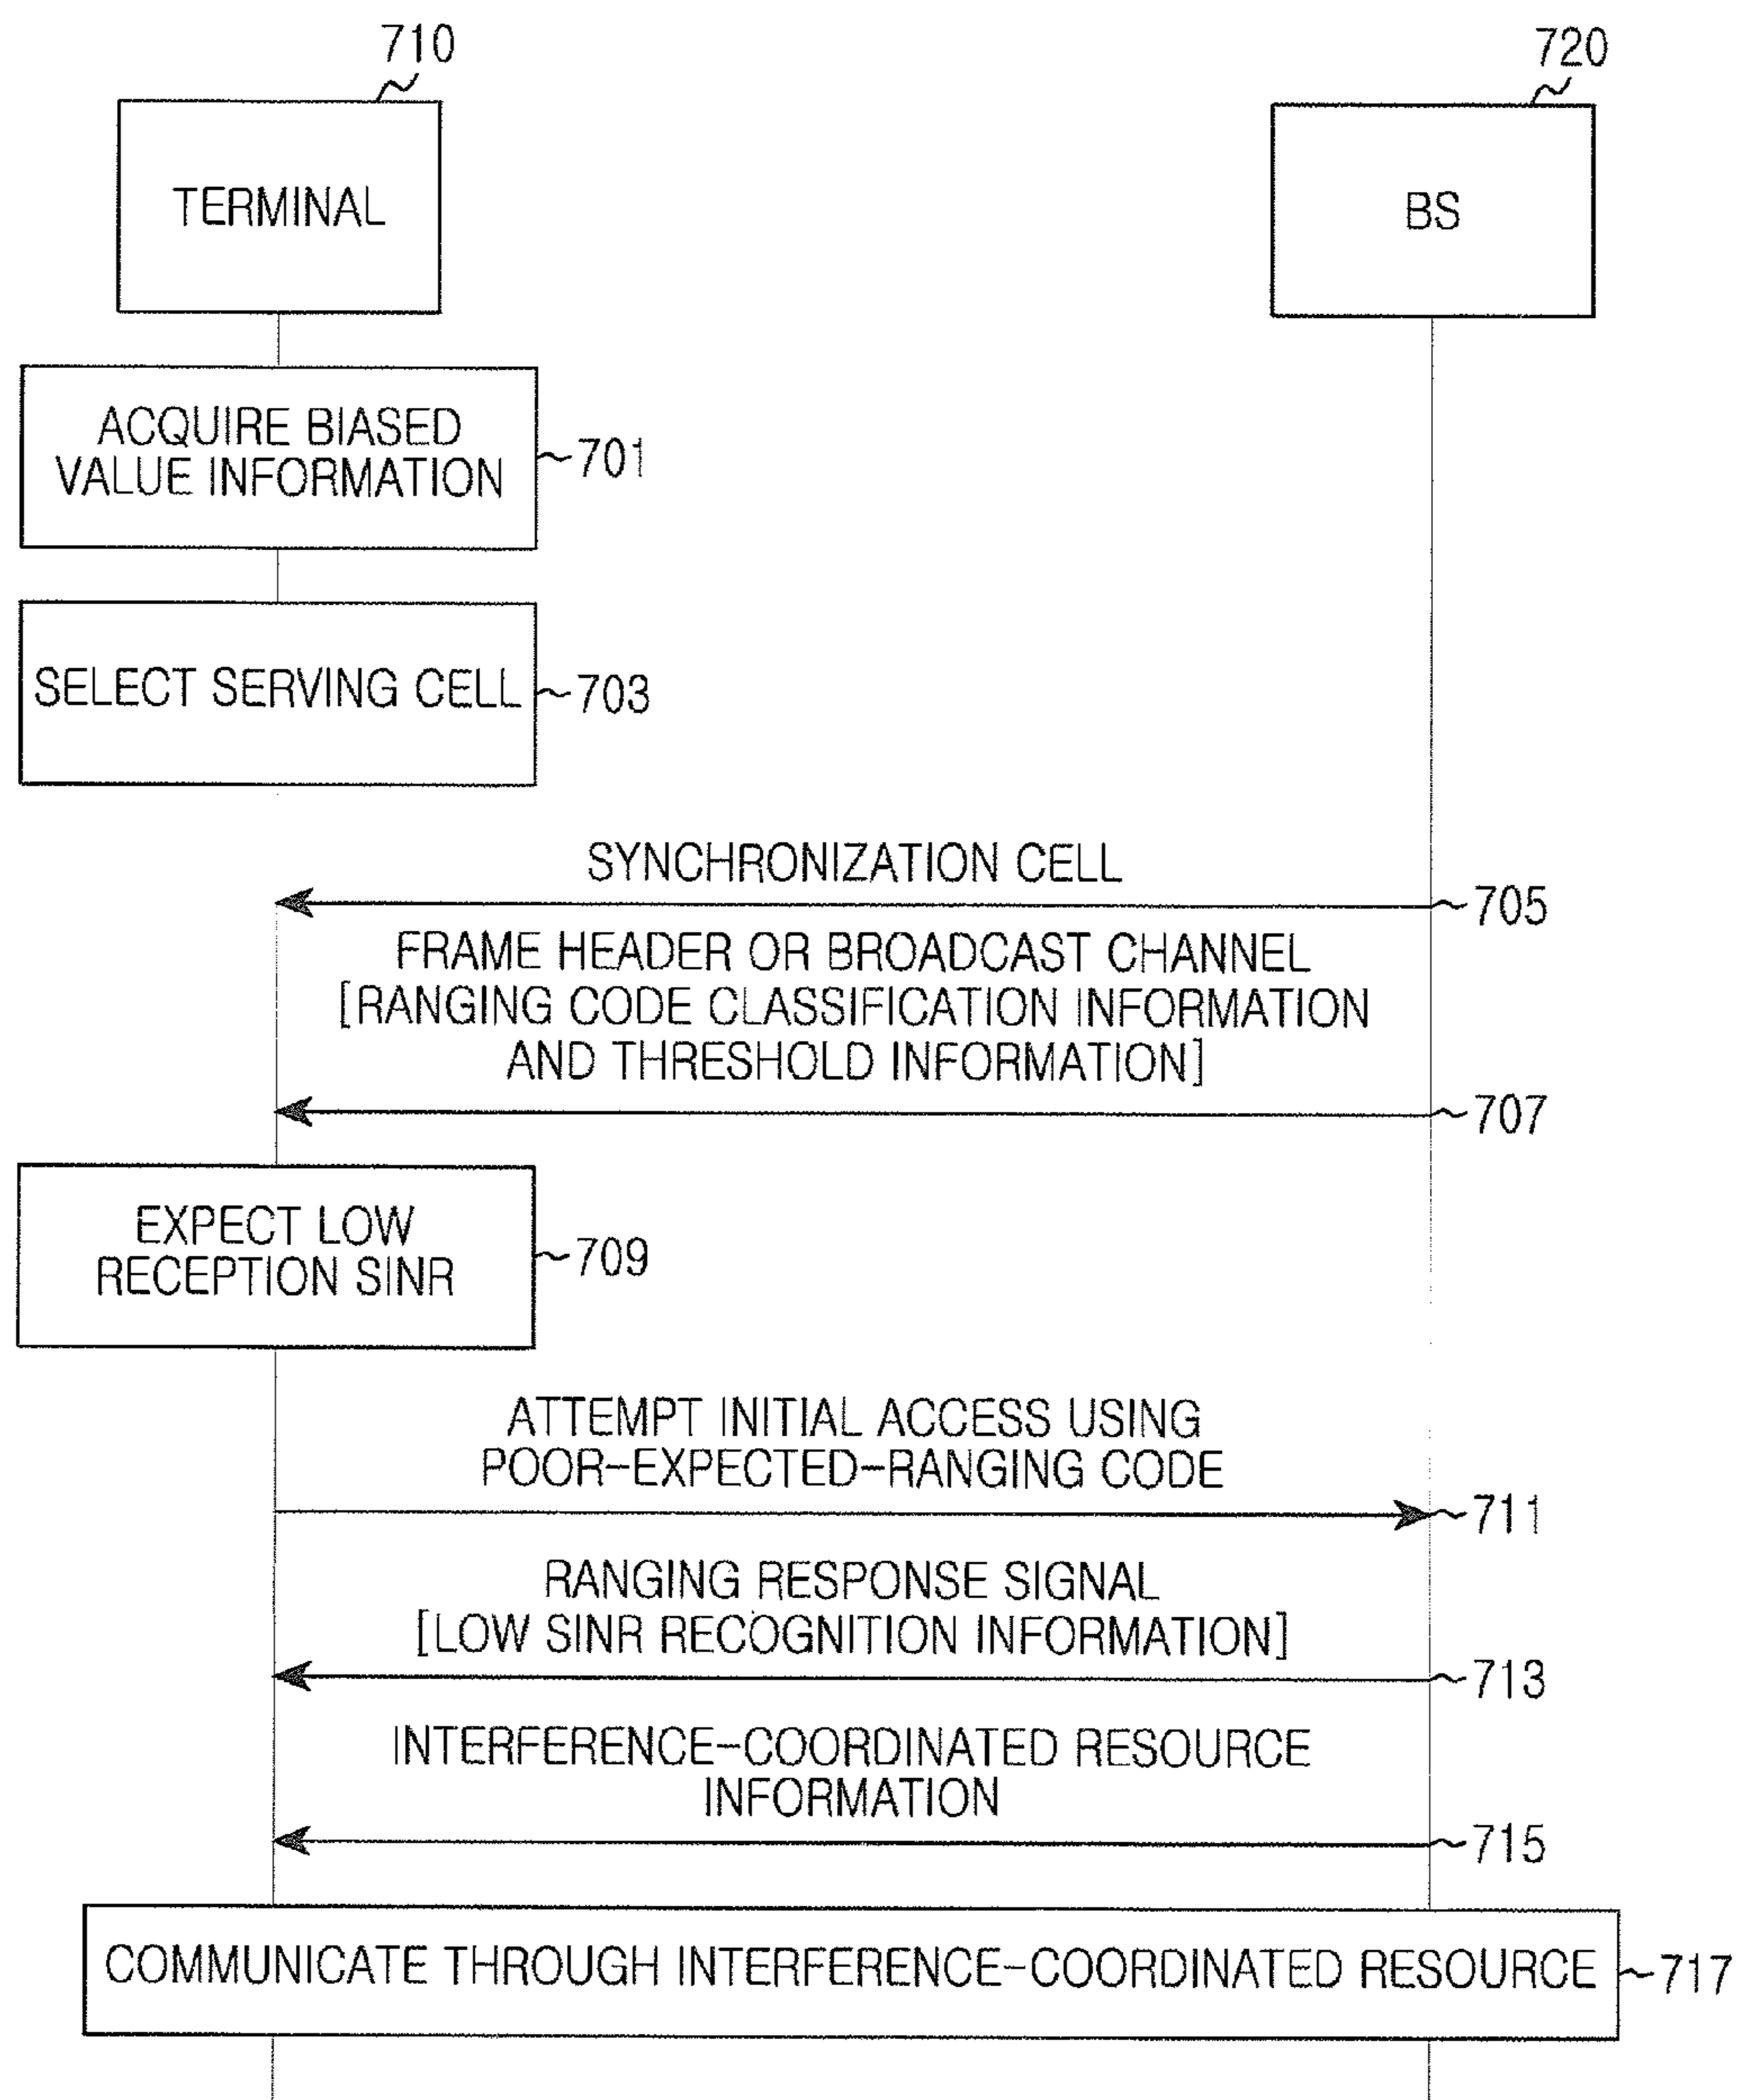 710
720
TERMINAL
BS
ACQUIRE BIASED
VALUE INFORMATION
701
SELECT SERVING CELL
703
SYNCHRONIZATION CELL
705
FRAME HEADER OR BROADCAST CHANNEL
[RANGING CODE CLASSIFICATION INFORMATION
AND THRESHOLD INFORMATION]
707
EXPECT LOW
RECEPTION SINR
709
ATTEMPT INITIAL ACCESS USING
POOR-EXPECTED-RANGING CODE
711
RANGING RESPONSE SIGNAL
[LOW SINR RECOGNITION INFORMATION]
713
INTERFERENCE-COORDINATED RESOURCE
INFORMATION
715
COMMUNICATE THROUGH INTERFERENCE-COORDINATED RESOURCE
717